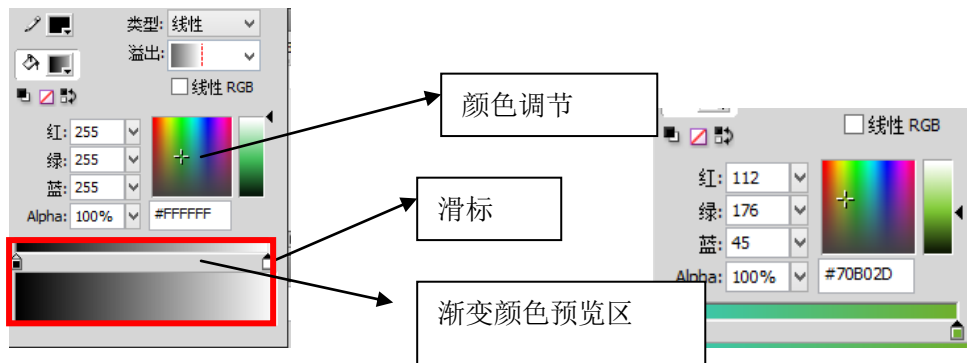 类型: 线性
溢出:
线性 RGB
红: 255
绿: 255
蓝: 255
Alpha: 100% #FFFFFF
颜色调节
滑标
渐变颜色预览区
线性 RGB
红: 112
绿: 176
蓝: 45
Alpha: 100% #70B02D